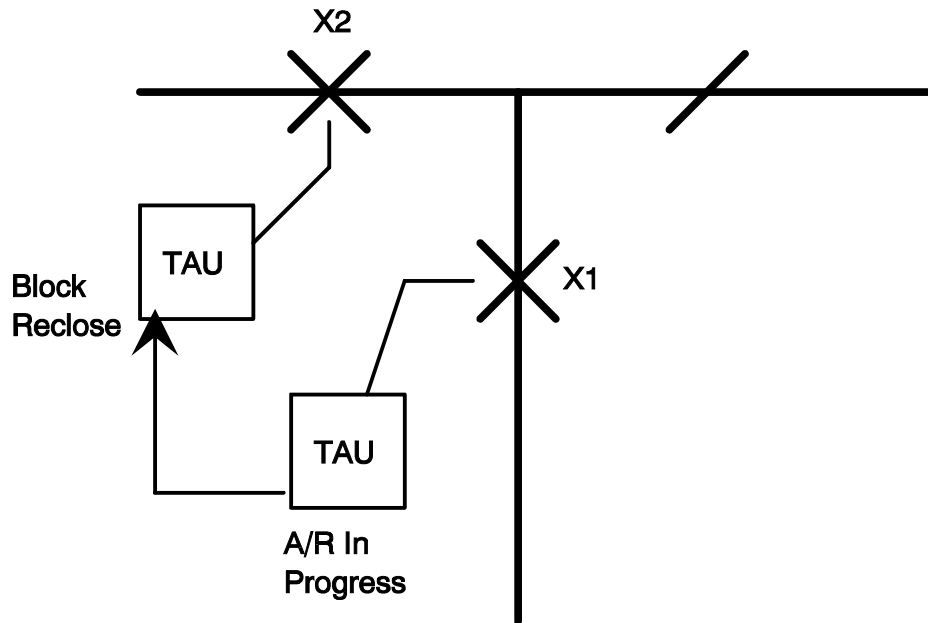 X2
TAU
Block
Reclose
X1
TAU
A/R In
Progress